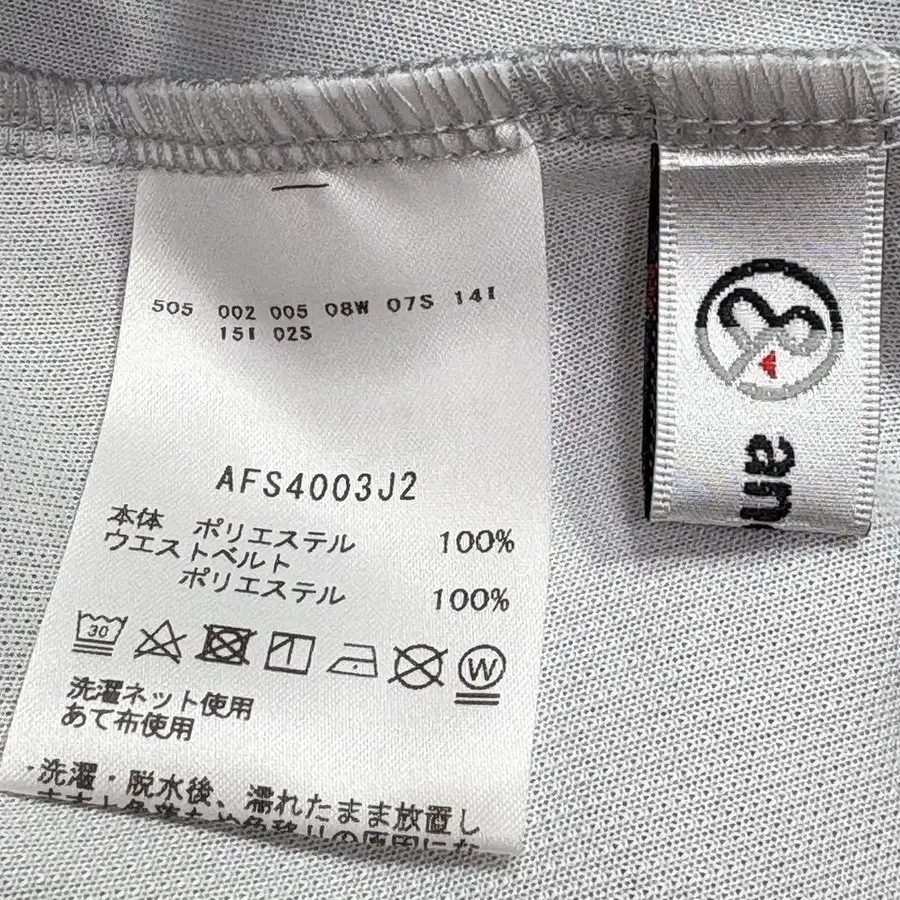 505 002 005 08W 07S 14I
15I 02S
AFS4003J2
本体 ポリエステル 100%
ウエストベルト
ポリエステル 100%
30
W
洗濯ネット使用
あて布使用
・洗濯・脱水後、濡れたまま放置し
an